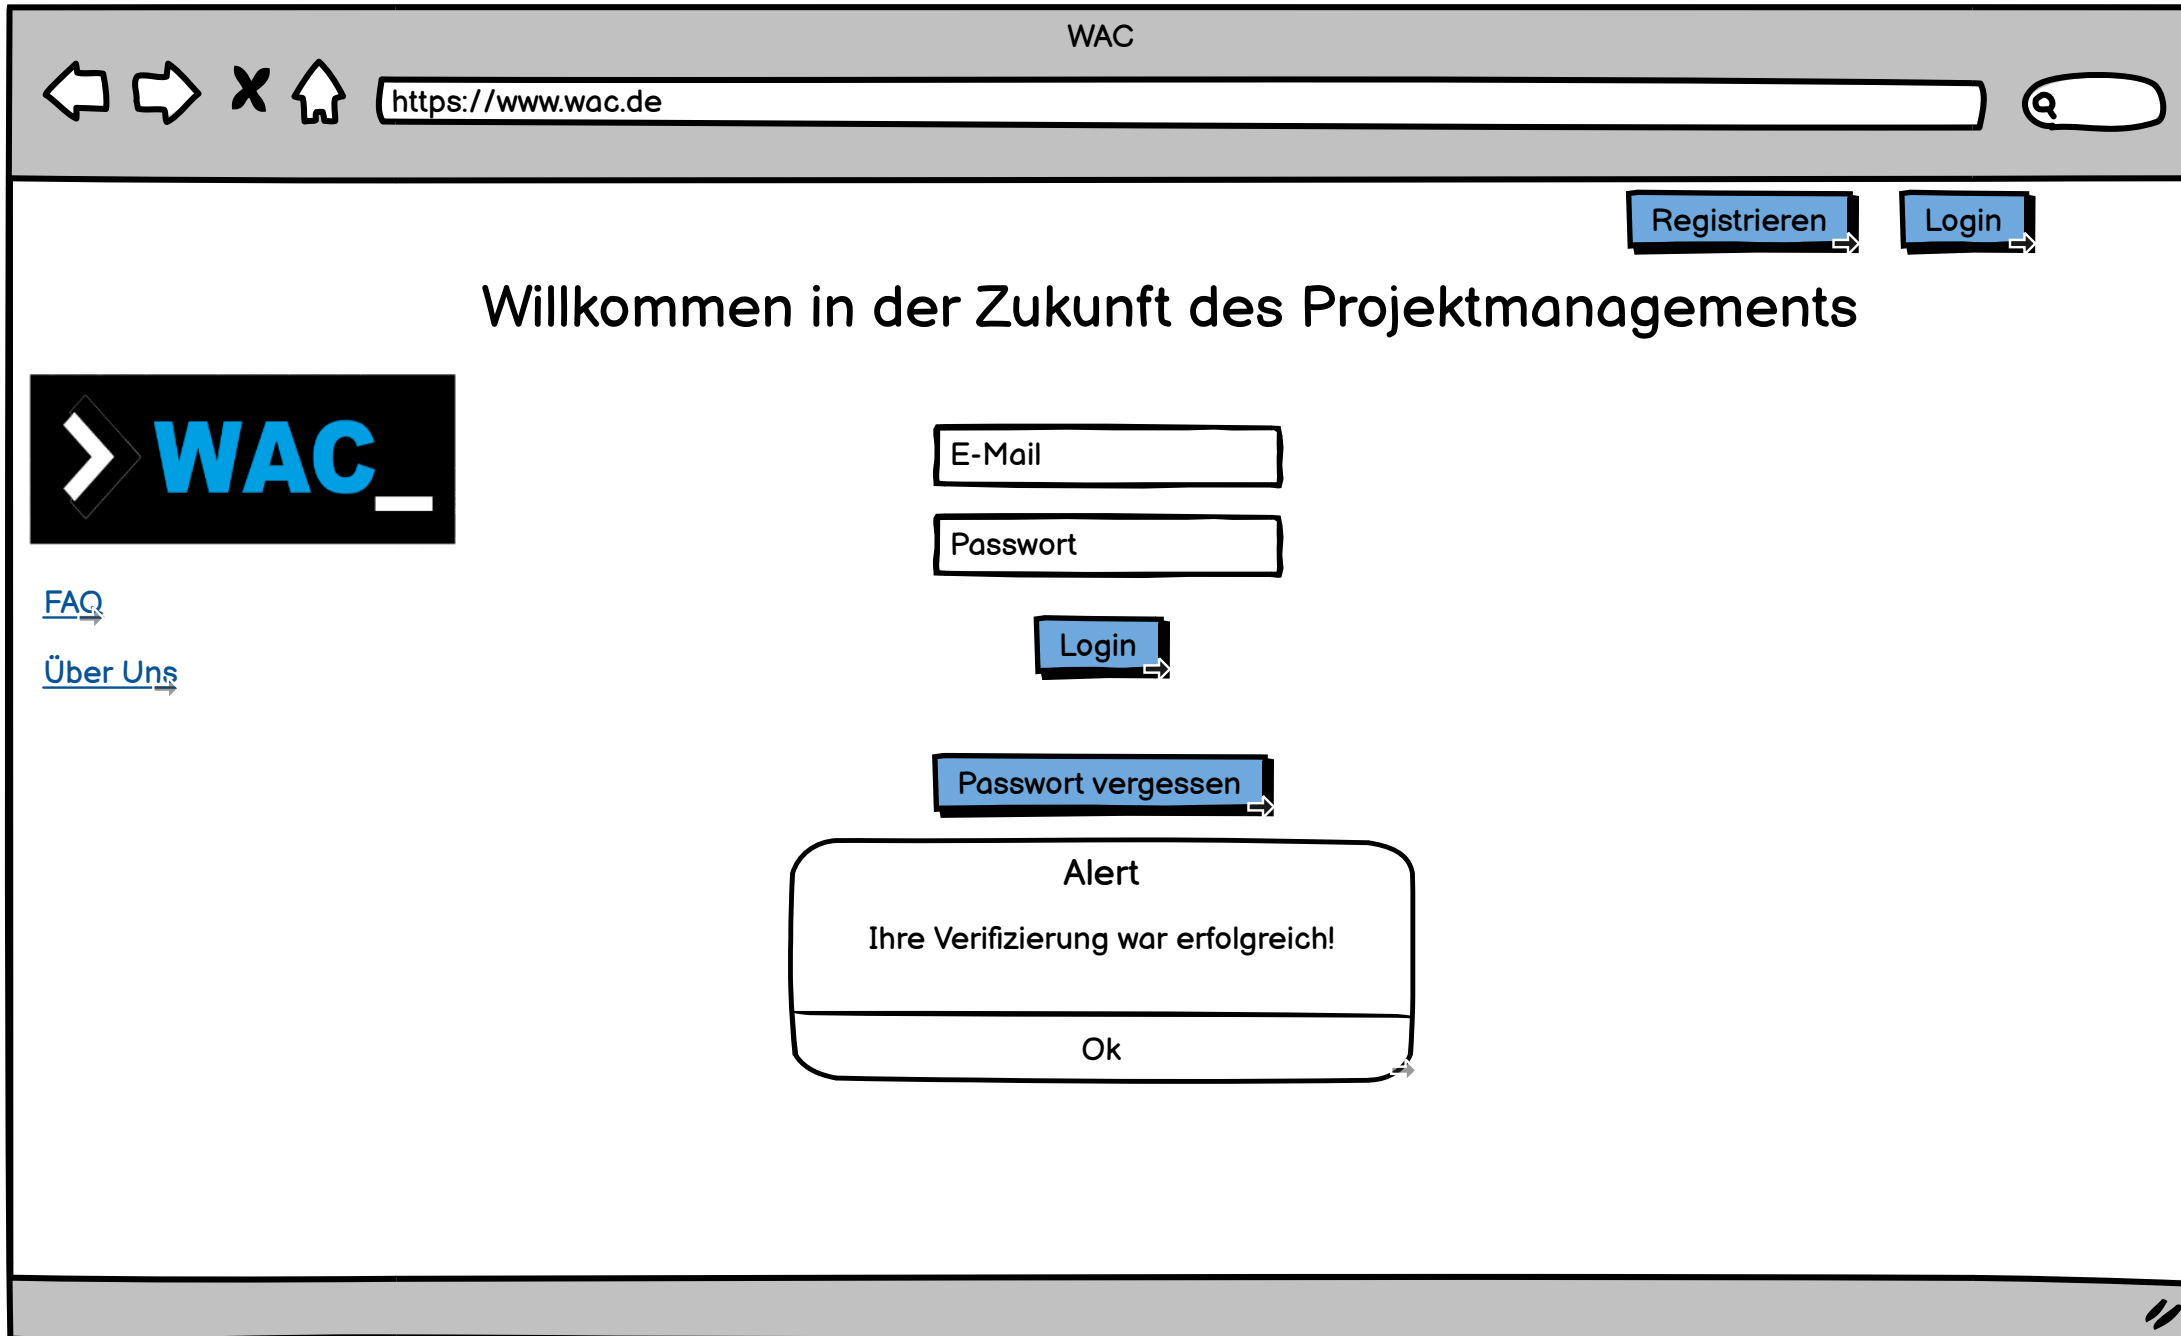 WAC
https://www.wac.de
Registrieren
Login
Willkommen in der Zukunft des Projektmanagements
WAC_
E-Mail
Passwort
FAQ
Login
Über Uns
Passwort vergessen
Alert
Ihre Verifizierung war erfolgreich!
Ok